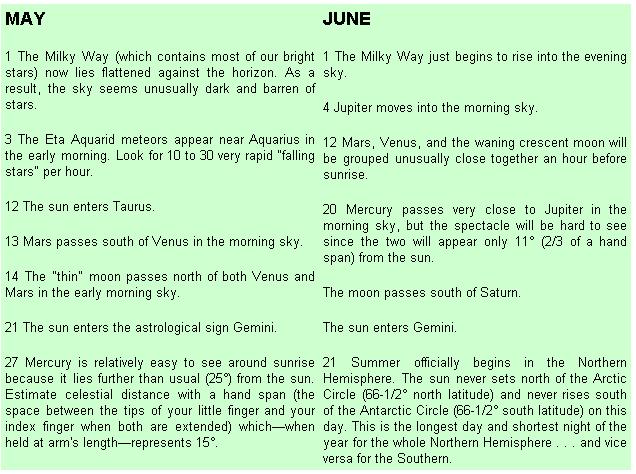 MAY
1 The Milky Way (which contains most of our bright
stars) now lies flattened against the horizon. As a
result, the sky seems unusually dark and barren of
stars.
3 The Eta Aquarid meteors appear near Aquarius in
the early morning. Look for 10 to 30 very rapid "falling
stars" per hour.
12 The sun enters Taurus.
13 Mars passes south of Venus in the morning sky.
14 The "thin" moon passes north of both Venus and
Mars in the early morning sky.
21 The sun enters the astrological sign Gemini.
27 Mercury is relatively easy to see around sunrise
because it lies further than usual (25°) from the sun.
Estimate celestial distance with a hand span (the
space between the tips of your little finger and your
index finger when both are extended) which—when
held at arm's length—represents 15°.
JUNE
1 The Milky Way just begins to rise into the evening
sky.
4 Jupiter moves into the morning sky.
12 Mars, Venus, and the waning crescent moon will
be grouped unusually close together an hour before
sunrise.
20 Mercury passes very close to Jupiter in the
morning sky, but the spectacle will be hard to see
since the two will appear only 11° (2/3 of a hand
span) from the sun.
The moon passes south of Saturn.
The sun enters Gemini.
21 Summer officially begins in the Northern
Hemisphere. The sun never sets north of the Arctic
Circle (66-1/2° north latitude) and never rises south
of the Antarctic Circle (66-1/2° south latitude) on
this day. This is the longest day and shortest night of the
year for the whole Northern Hemisphere . . . and vice
versa for the Southern.